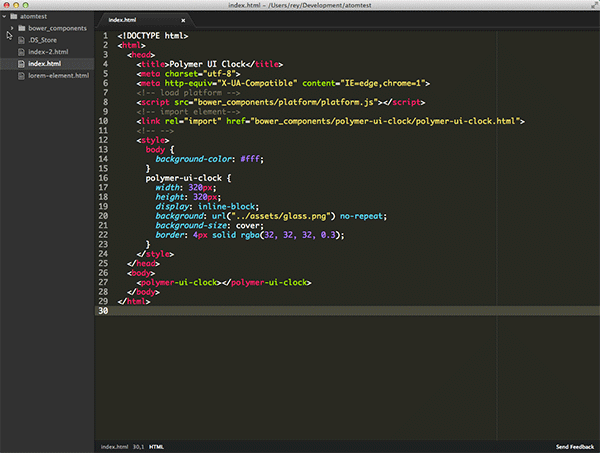 index.html - /Users/rey/Development/atomtest
atomtest
bower_components
.DS_Store
index-2.html
index.html
lorem-element.html
index.html
1 <!DOCTYPE html>
2 <html>
3 <head>
4 <title>Polymer UI Clock</title>
5 <meta charset="utf-8">
6 <meta http-equiv="X-UA-Compatible" content="IE=edge,chrome=1">
7 <!-- load platform -->
8 <script src="bower_components/platform/platform.js"></script>
9 <!-- import element-->
10 <link rel="import" href="bower_components/polymer-ui-clock/polymer-ui-clock.html">
11 <!-- -->
12 <style>
13 body {
14 background-color: #fff;
15 }
16 polymer-ui-clock {
17 width: 320px;
18 height: 320px;
19 display: inline-block;
20 background: url("../assets/glass.png") no-repeat;
21 background-size: cover;
22 border: 4px solid rgba(32, 32, 32, 0.3);
23 }
24 </style>
25 </head>
26 <body>
27 <polymer-ui-clock></polymer-ui-clock>
28 </body>
29 </html>
30
index.html 30,1 HTML
Send Feedback